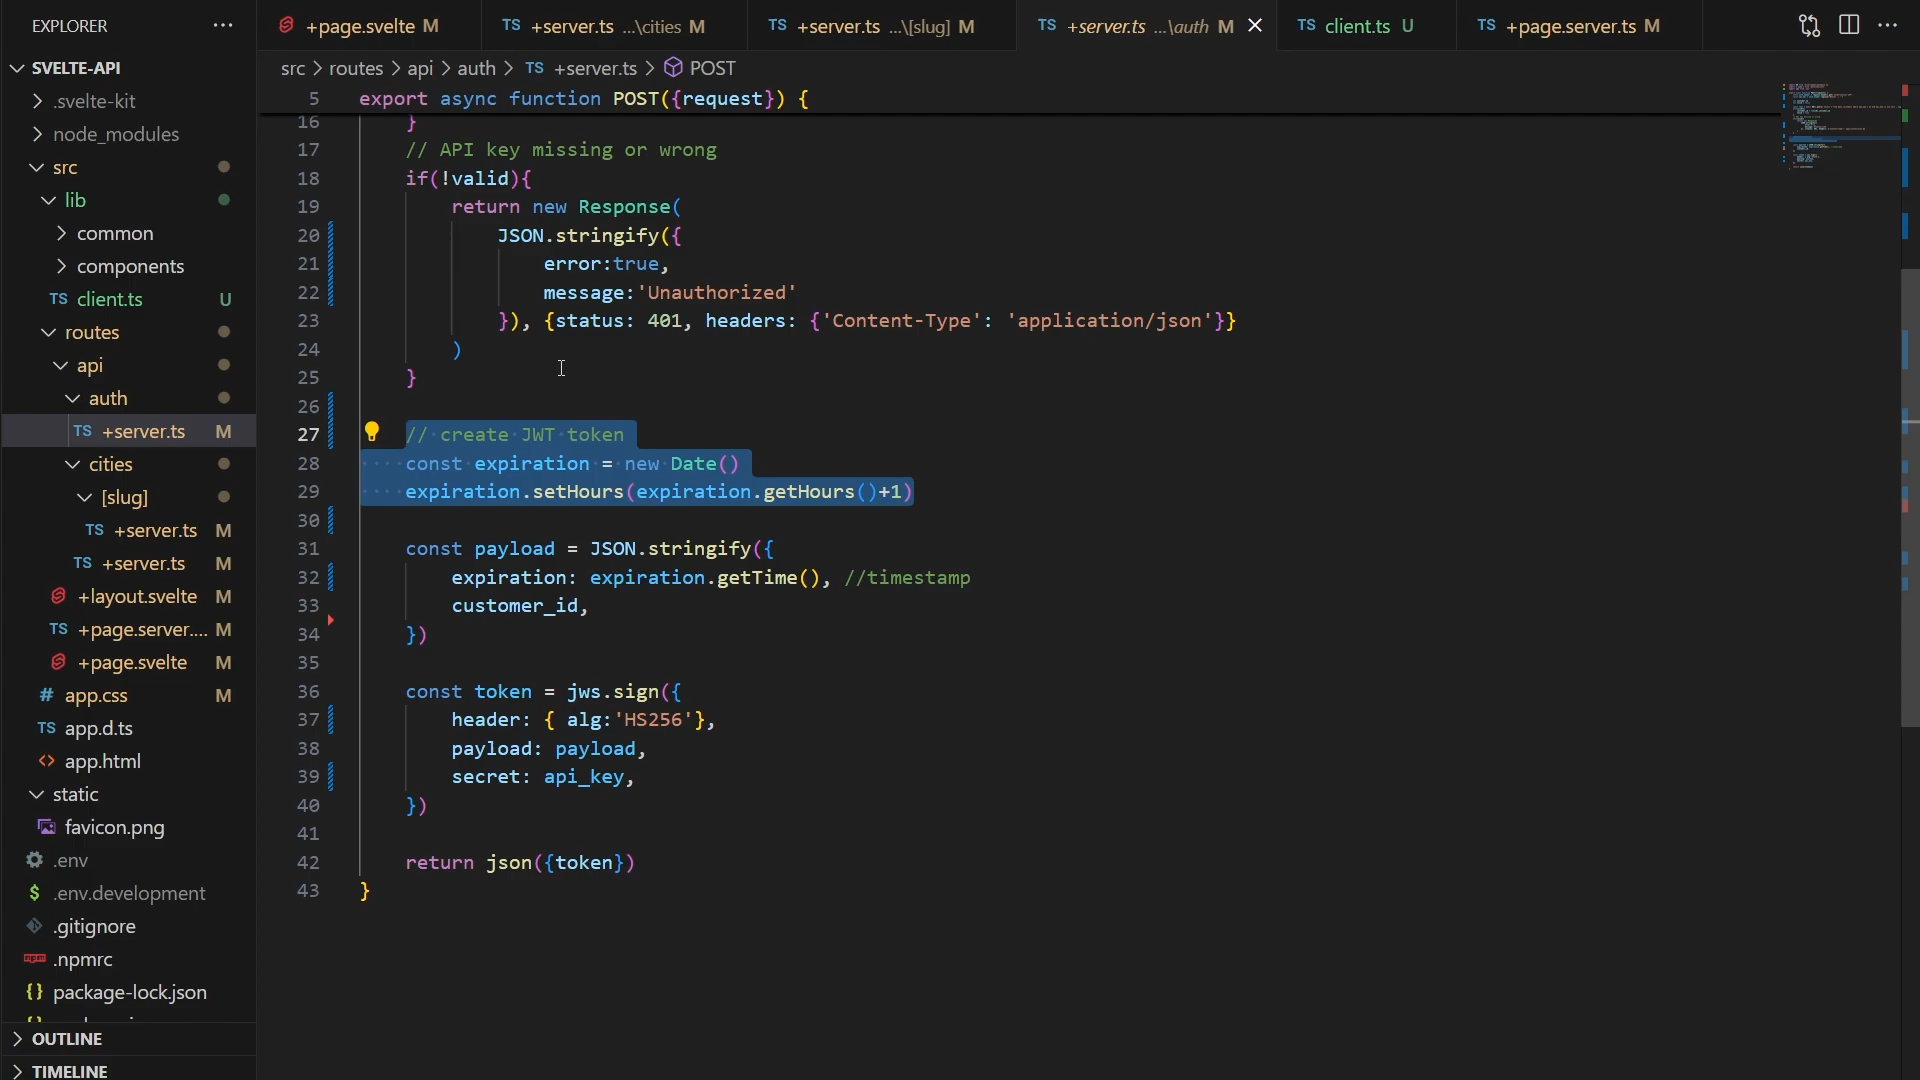 EXPLORER
SVELTE-API
.svelte-kit
node_modules
src
lib
common
components
TS client.ts U
routes
api
auth
TS +server.ts M
cities
[slug]
TS +server.ts M
TS +server.ts M
+layout.svelte M
TS +page.server.... M
+page.svelte M
# app.css M
TS app.d.ts
<> app.html
static
favicon.png
.env
$ .env.development
.gitignore
npm .npmrc
{} package-lock.json
OUTLINE
TIMELINE
+page.svelte M
TS +server.ts ...\cities M
TS +server.ts ...\[slug] M
TS +server.ts ...\auth M
TS client.ts U
TS +page.server.ts M
src > routes > api > auth > TS +server.ts > POST
5 export async function POST({request}) {
16 }
17 // API key missing or wrong
18 if(!valid){
19 return new Response(
20 JSON.stringify({
21 error:true,
22 message:'Unauthorized'
23 }), {status: 401, headers: {'Content-Type': 'application/json'}}
24 )
25 }
26
27 // create JWT token
28 const expiration = new Date()
29 expiration.setHours(expiration.getHours()+1)
30
31 const payload = JSON.stringify({
32 expiration: expiration.getTime(), //timestamp
33 customer_id,
34 })
35
36 const token = jws.sign({
37 header: { alg:'HS256'},
38 payload: payload,
39 secret: api_key,
40 })
41
42 return json({token})
43 }